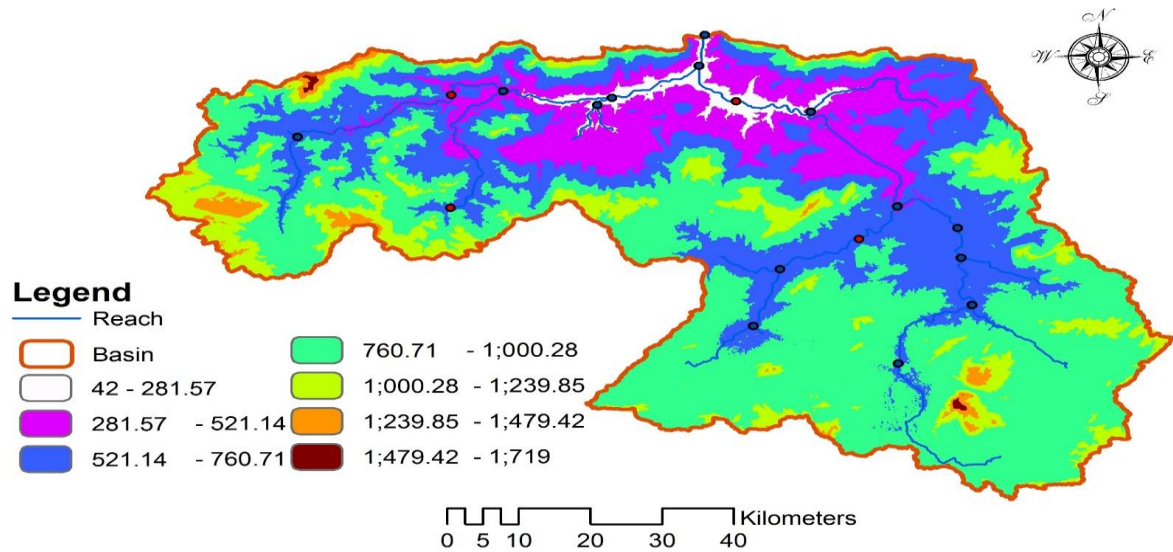 N
W E
S
Legend
Reach
Basin
42 - 281.57
281.57 - 521.14
521.14 - 760.71
760.71 - 1;000.28
1;000.28 - 1;239.85
1;239.85 - 1;479.42
1;479.42 - 1;719
Kilometers
0 5 10 20 30 40